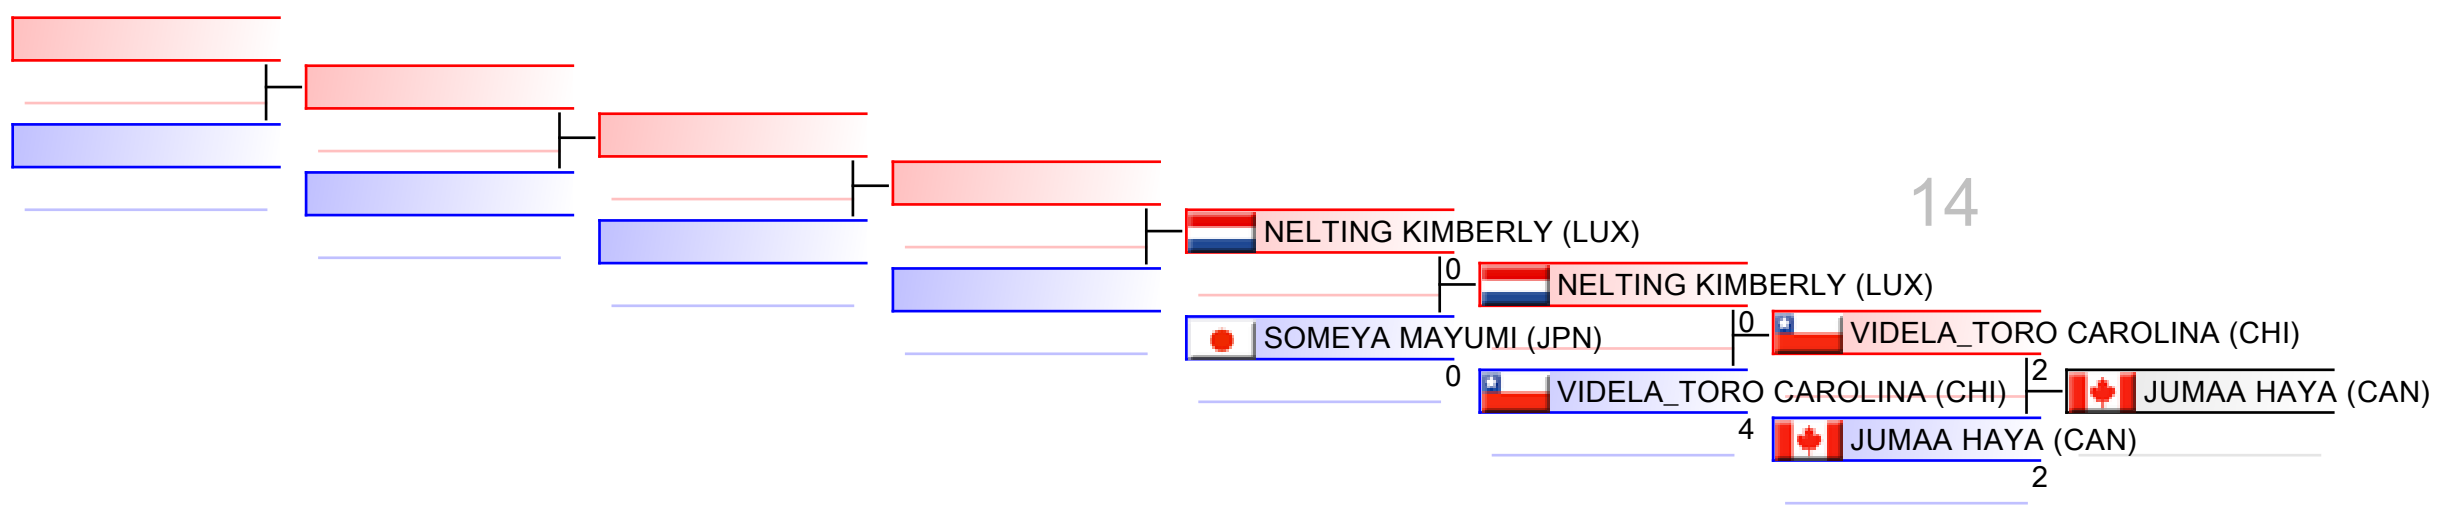 14
NELTING KIMBERLY (LUX)
0
NELTING KIMBERLY (LUX)
SOMEYA MAYUMI (JPN)
0
0
VIDELA_TORO CAROLINA (CHI)
VIDELA_TORO CAROLINA (CHI)
4
2
JUMAA HAYA (CAN)
JUMAA HAYA (CAN)
2